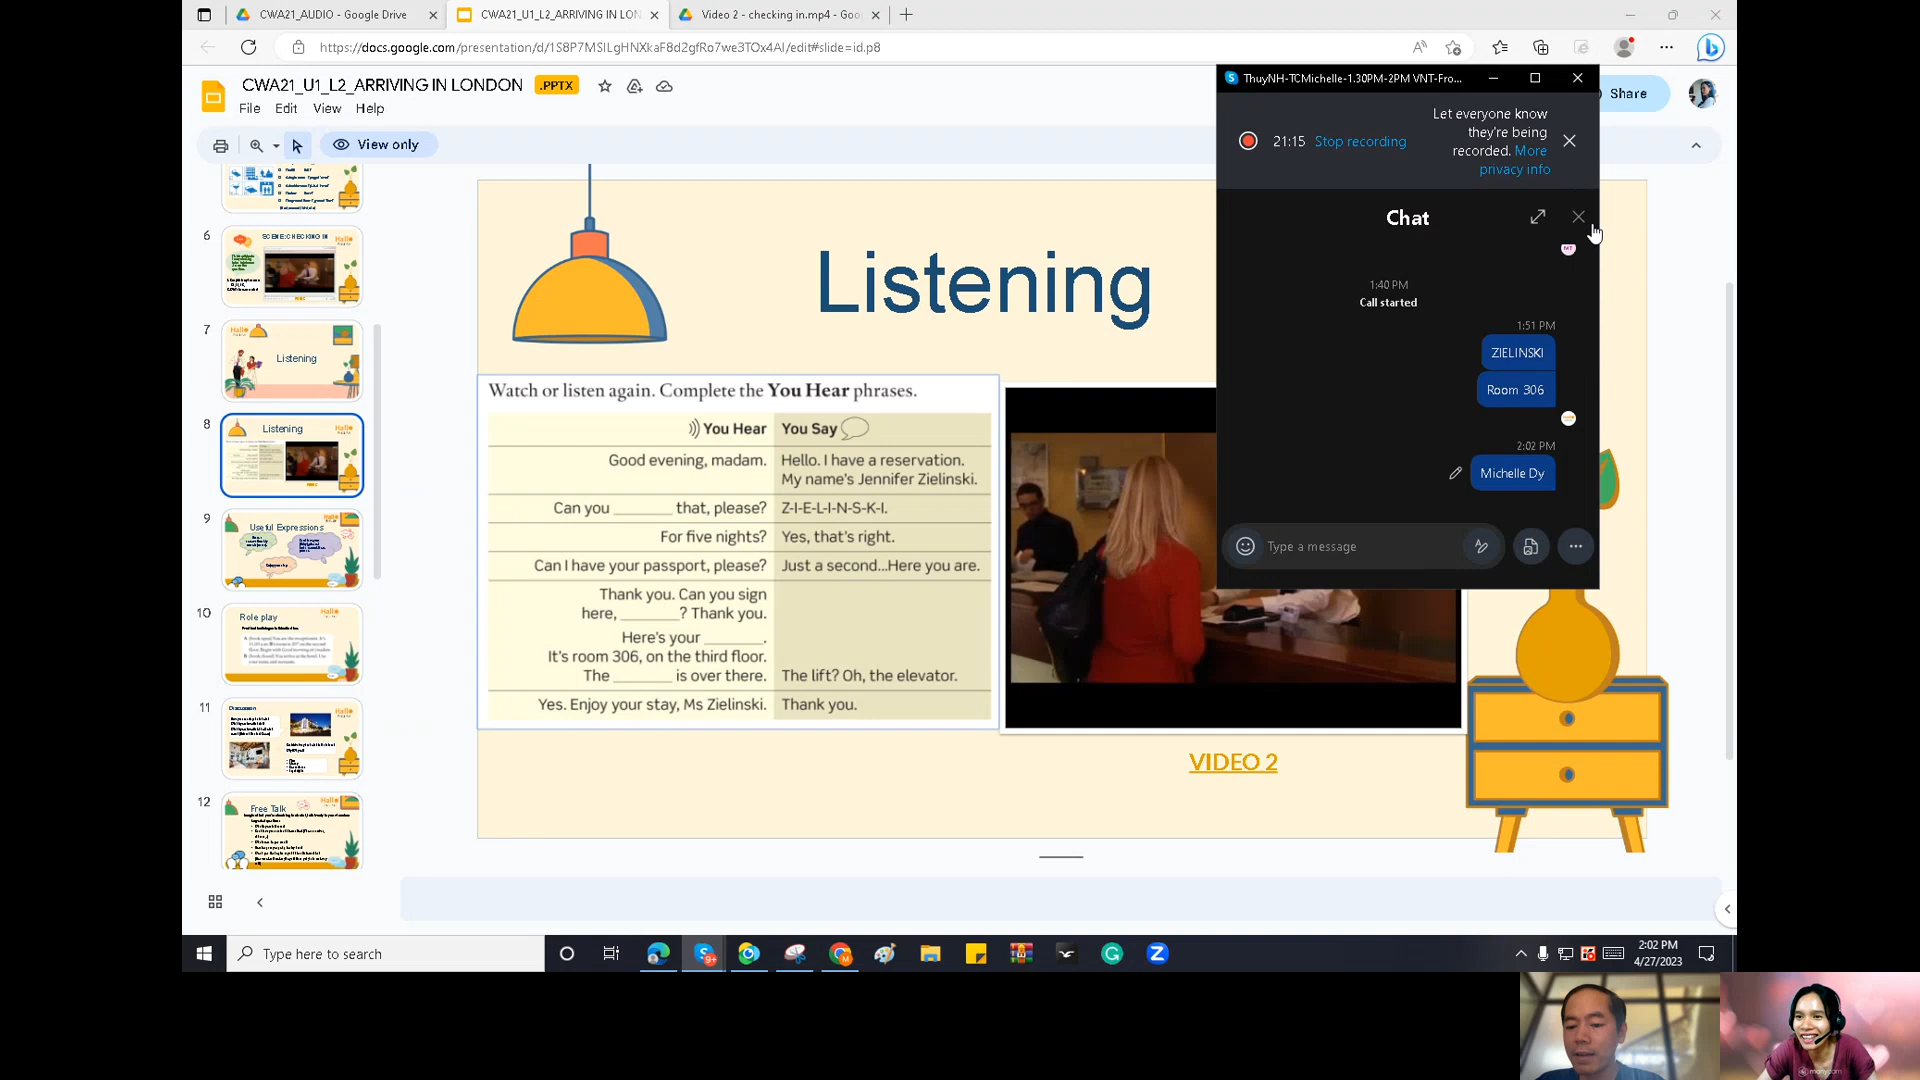 CWA21_AUDIO - Google Drive
CWA21_U1_L2_ARRIVING IN LON
Video 2 - checking in.mp4 - Goo
https://docs.google.com/presentation/d/1S8P7MSILgHNXkaF8d2gfRo7we3TOx4AI/edit#slide=id.p8
CWA21_U1_L2_ARRIVING IN LONDON
.PPTX
File Edit View Help
Share
View only
ThuyNH-TCMichelle-1.30PM-2PM VNT-Fro...
21:15 Stop recording
Let everyone know
they're being
recorded. More
privacy info
Chat
1:40 PM
Call started
1:51 PM
ZIELINSKI
Room 306
2:02 PM
Michelle Dy
Type a message
6
SCENE: CHECKING IN
7
Listening
8
Listening
9
Useful Expressions
10
Role play
11
Discussion
12
Free Talk
Listening
Watch or listen again. Complete the You Hear phrases.
You Hear You Say
Good evening, madam. Hello. I have a reservation.
My name's Jennifer Zielinski.
Can you ______ that, please? Z-I-E-L-I-N-S-K-I.
For five nights? Yes, that's right.
Can I have your passport, please? Just a second...Here you are.
Thank you. Can you sign
here, ______? Thank you.
Here's your ______.
It's room 306, on the third floor.
The ______ is over there. The lift? Oh, the elevator.
Yes. Enjoy your stay, Ms Zielinski. Thank you.
VIDEO 2
Type here to search
2:02 PM
4/27/2023